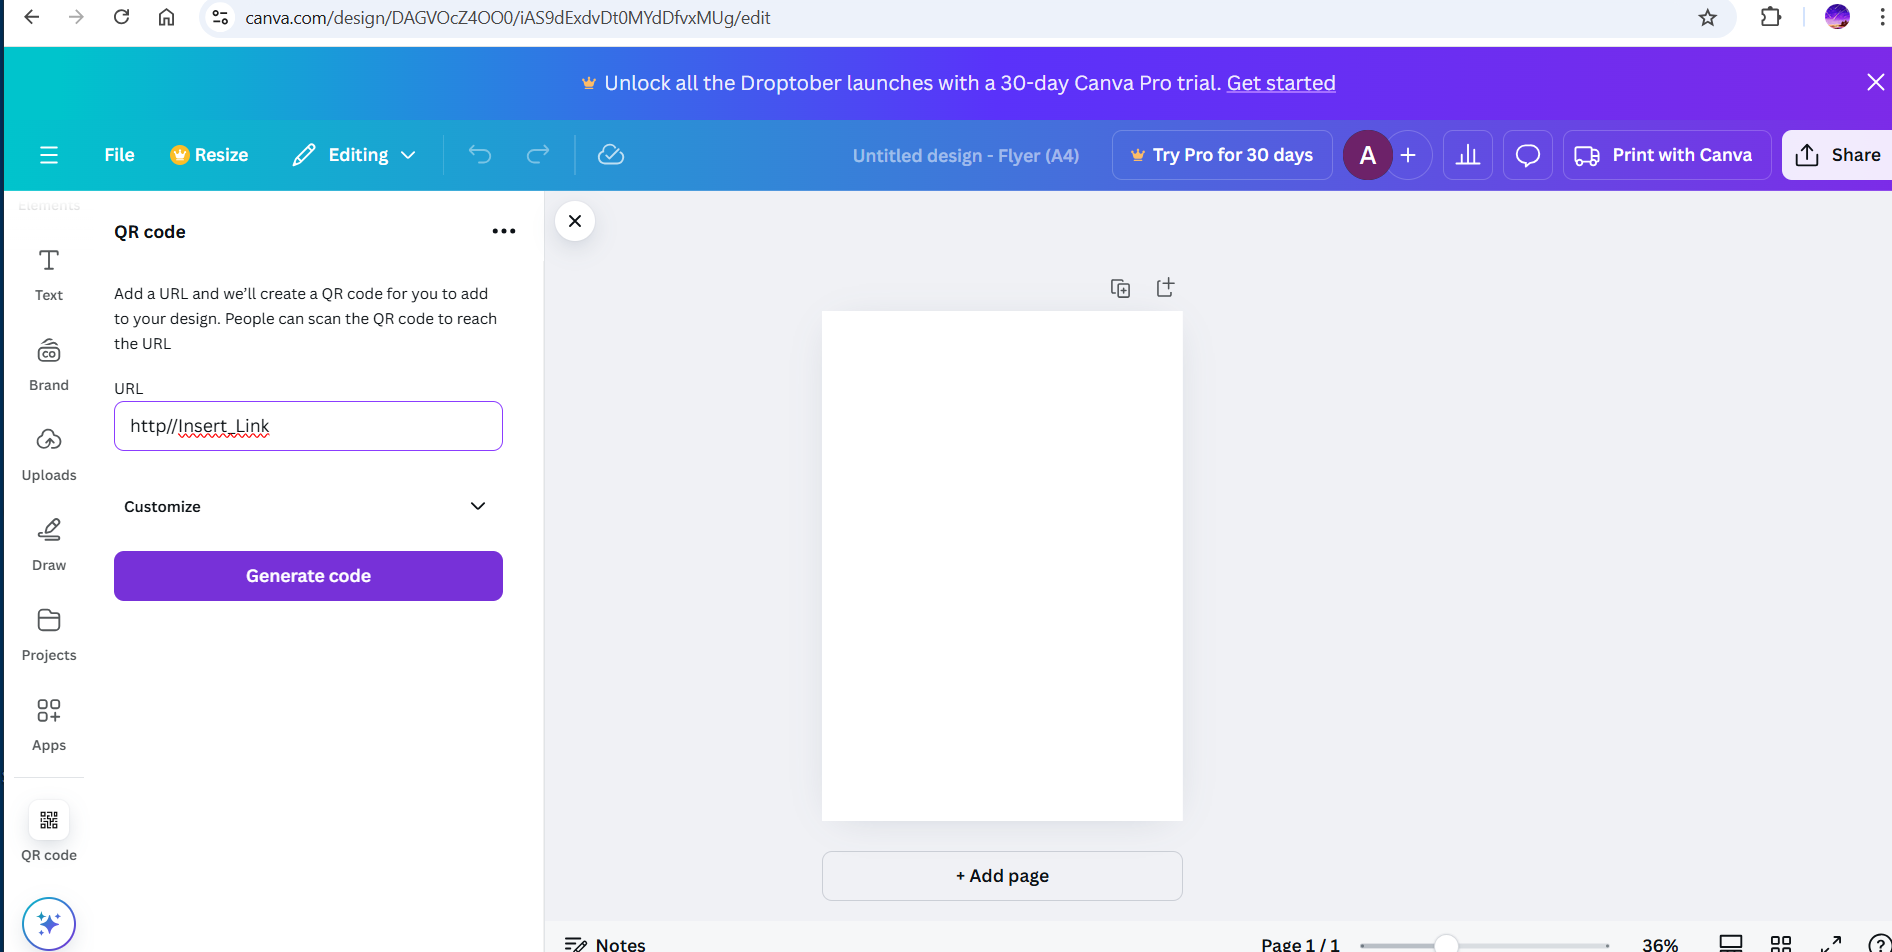 canva.com/design/DAGVOcZ4OO0/iAS9dExdvDt0MYdDfvxMUg/edit
Unlock all the Droptober launches with a 30-day Canva Pro trial. Get started
File Resize Editing Untitled design - Flyer (A4) Try Pro for 30 days A + Print with Canva Share
Elements
QR code
Text
Add a URL and we'll create a QR code for you to add
to your design. People can scan the QR code to reach
the URL
Brand
URL
http//Insert_Link
Uploads
Customize
Draw
Generate code
Projects
Apps
CO
QR code
+ Add page
Notes Page 1 / 1 36%